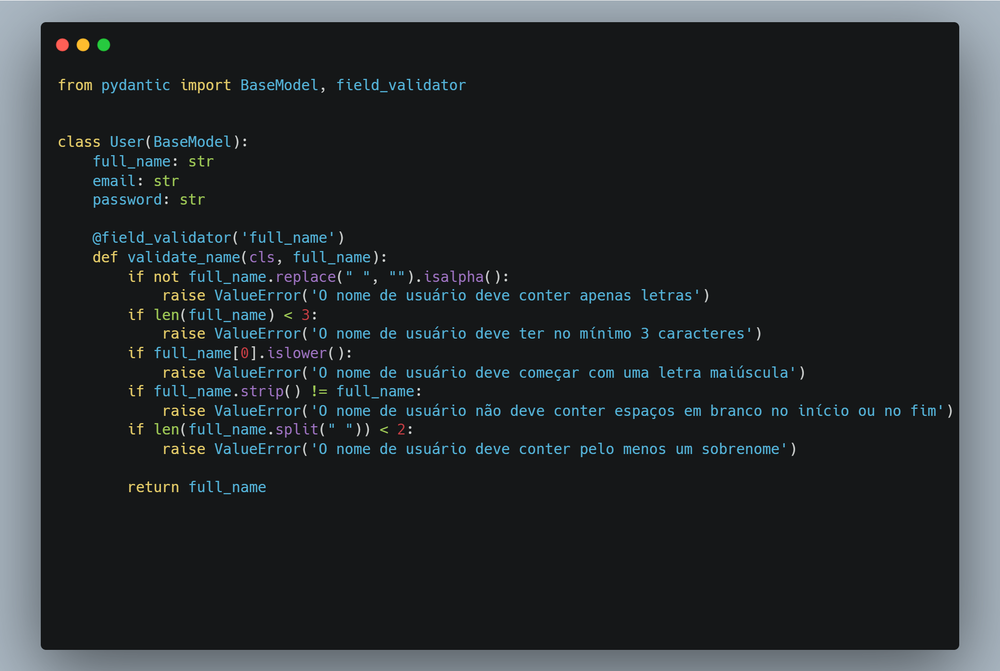 from pydantic import BaseModel, field_validator
class User(BaseModel):
    full_name: str
    email: str
    password: str
    @field_validator('full_name')
    def validate_name(cls, full_name):
        if not full_name.replace(" ", "").isalpha():
            raise ValueError('O nome de usuário deve conter apenas letras')
        if len(full_name) < 3:
            raise ValueError('O nome de usuário deve ter no mínimo 3 caracteres')
        if full_name[0].islower():
            raise ValueError('O nome de usuário deve começar com uma letra maiúscula')
        if full_name.strip() != full_name:
            raise ValueError('O nome de usuário não deve conter espaços em branco no início ou no fim')
        if len(full_name.split(" ")) < 2:
            raise ValueError('O nome de usuário deve conter pelo menos um sobrenome')
        return full_name